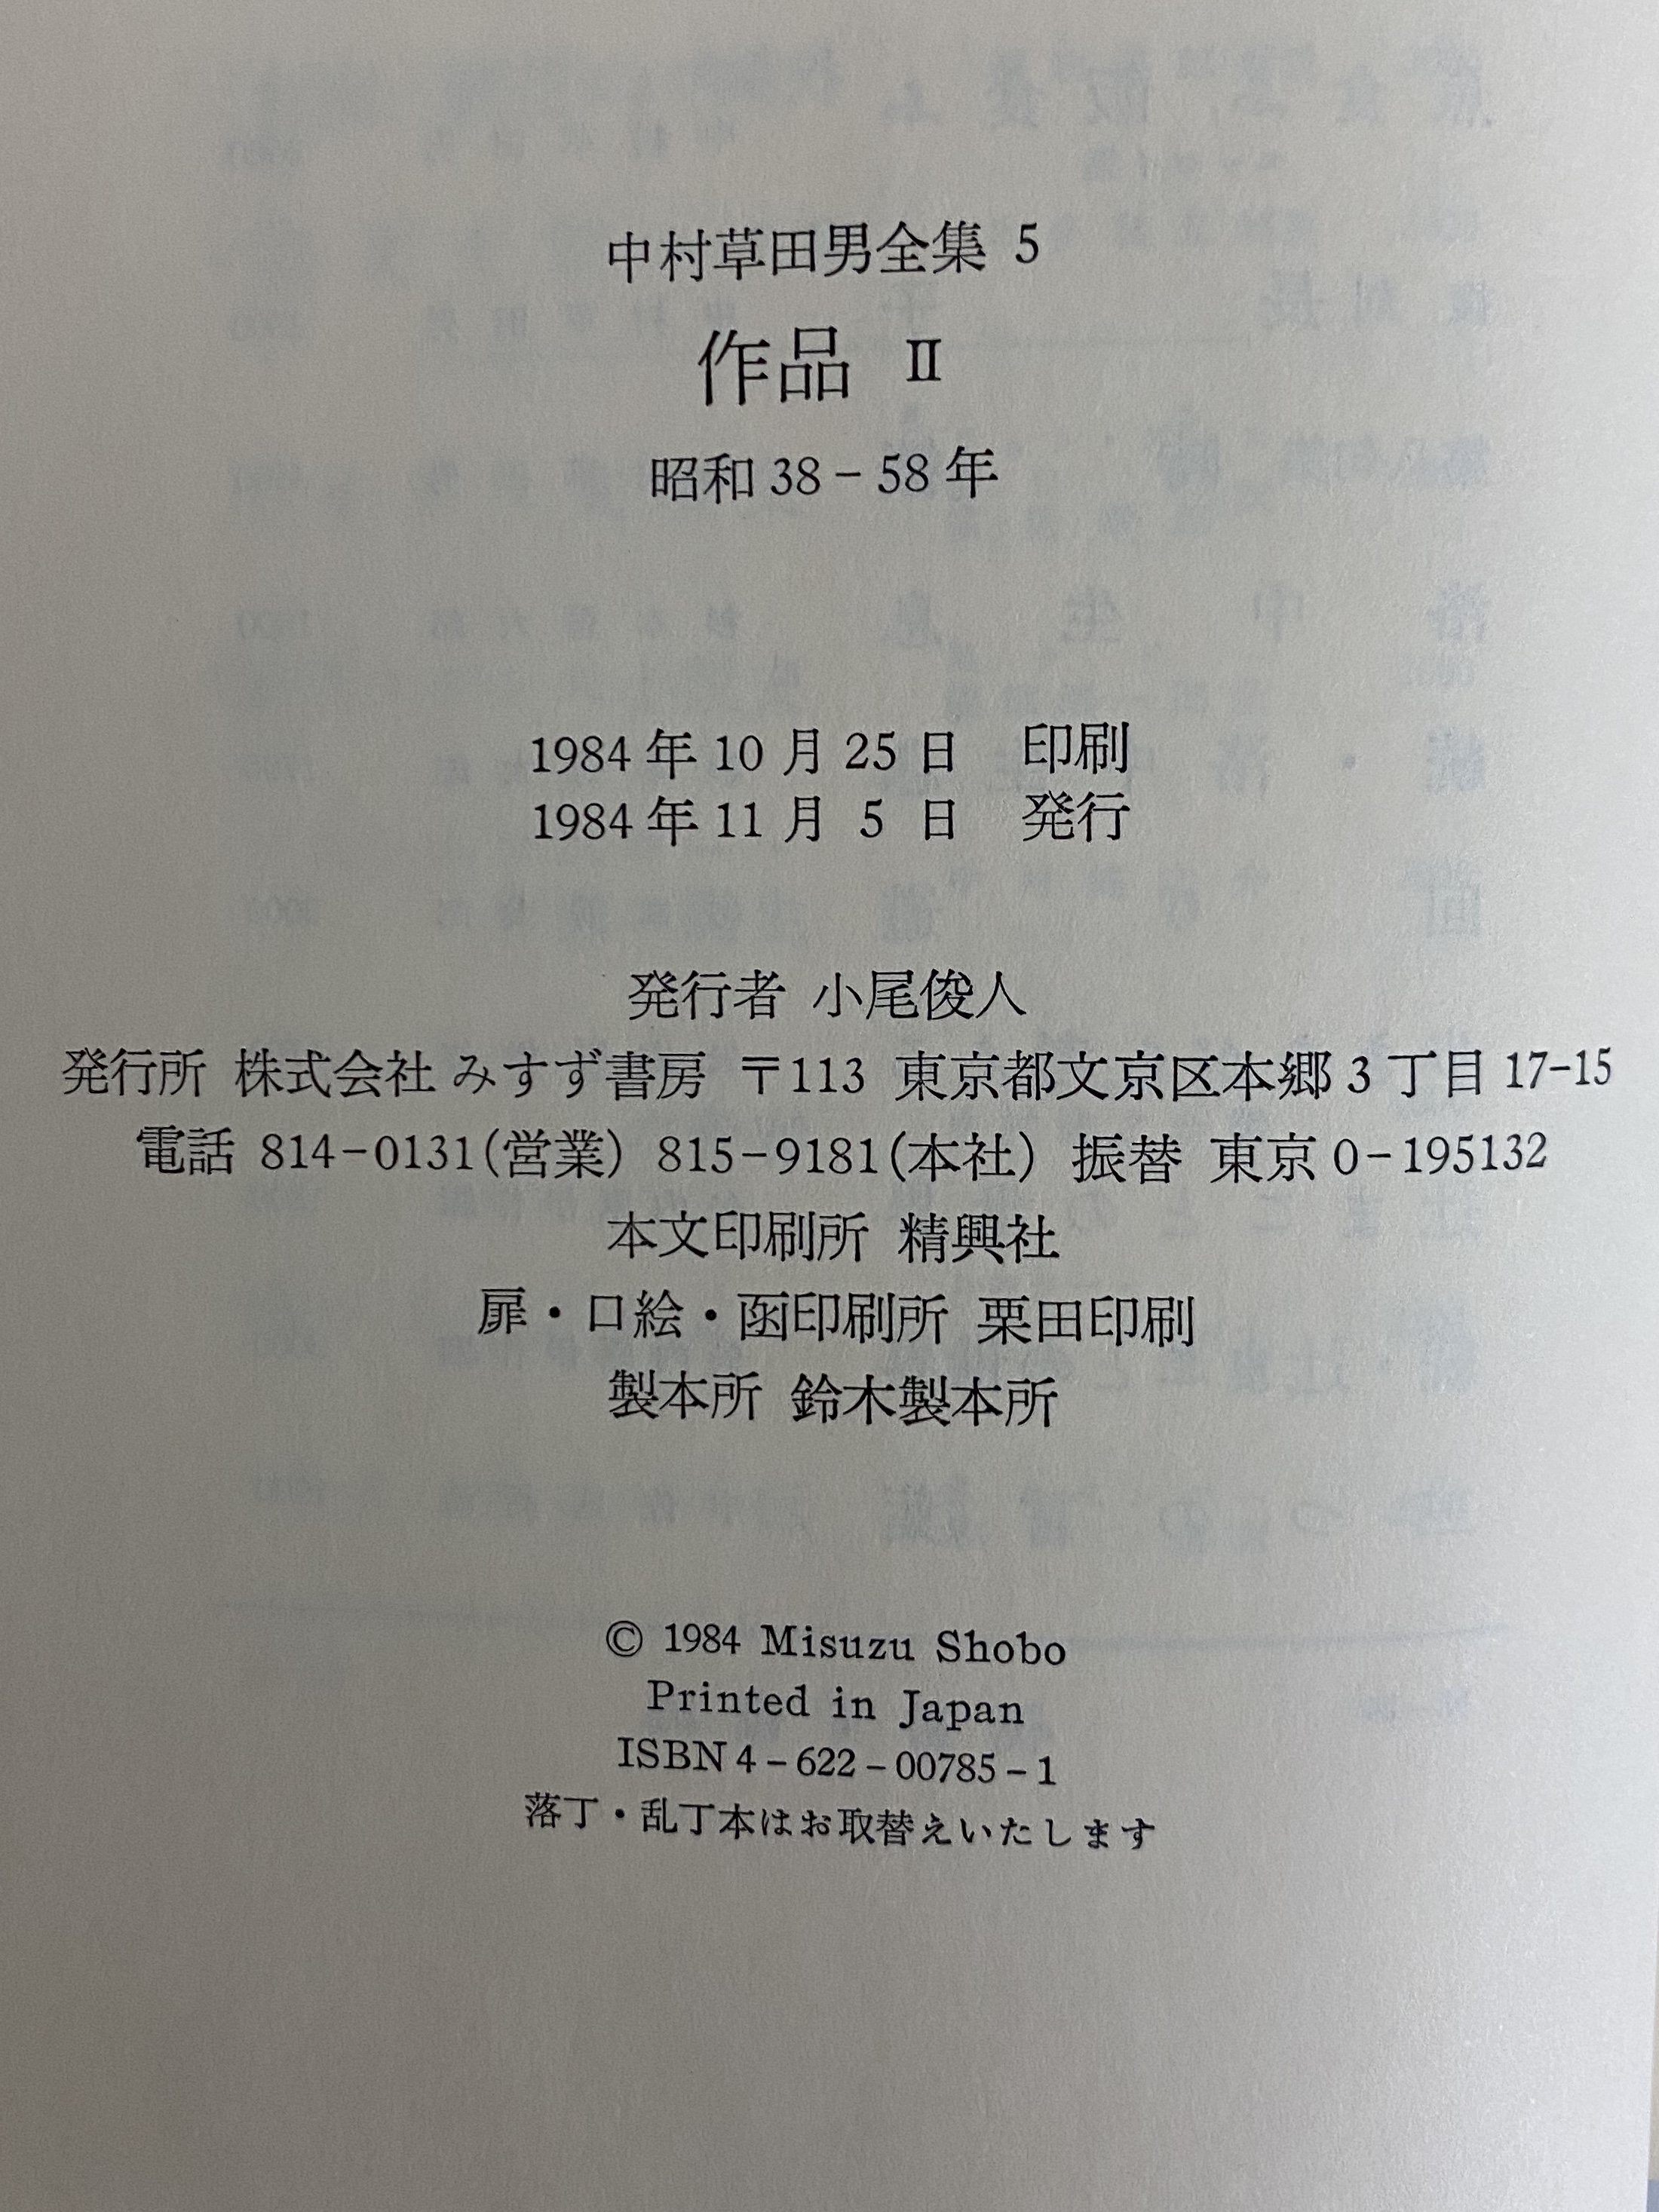 中村草田男全集 5
作品 Ⅱ
昭和 38－58 年
1984 年 10 月 25 日 印刷
1984 年 11 月 5 日 発行
発行者 小尾俊人
発行所 株式会社 みすず書房 〒113 東京都文京区本郷 3 丁目 17-15
電話 814－0131(営業) 815－9181(本社) 振替 東京 0－195132
本文印刷所 精興社
扉・口絵・函印刷所 栗田印刷
製本所 鈴木製本所
© 1984 Misuzu Shobo
Printed in Japan
ISBN 4－622－00785－1
落丁・乱丁本はお取替えいたします